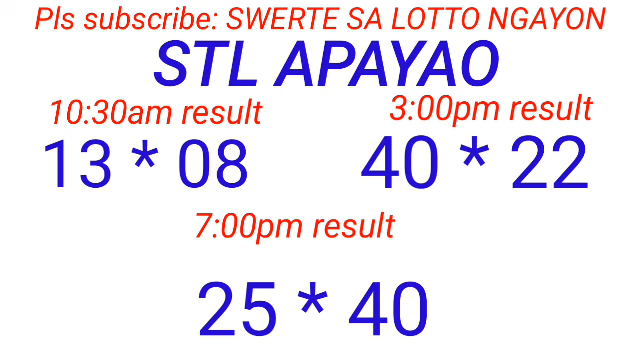 Pls subscribe: SWERTE SA LOTTO NGAYON
STL APAYAO
10:30am result
13 * 08
3:00pm result
40 * 22
7:00pm result
25 * 40